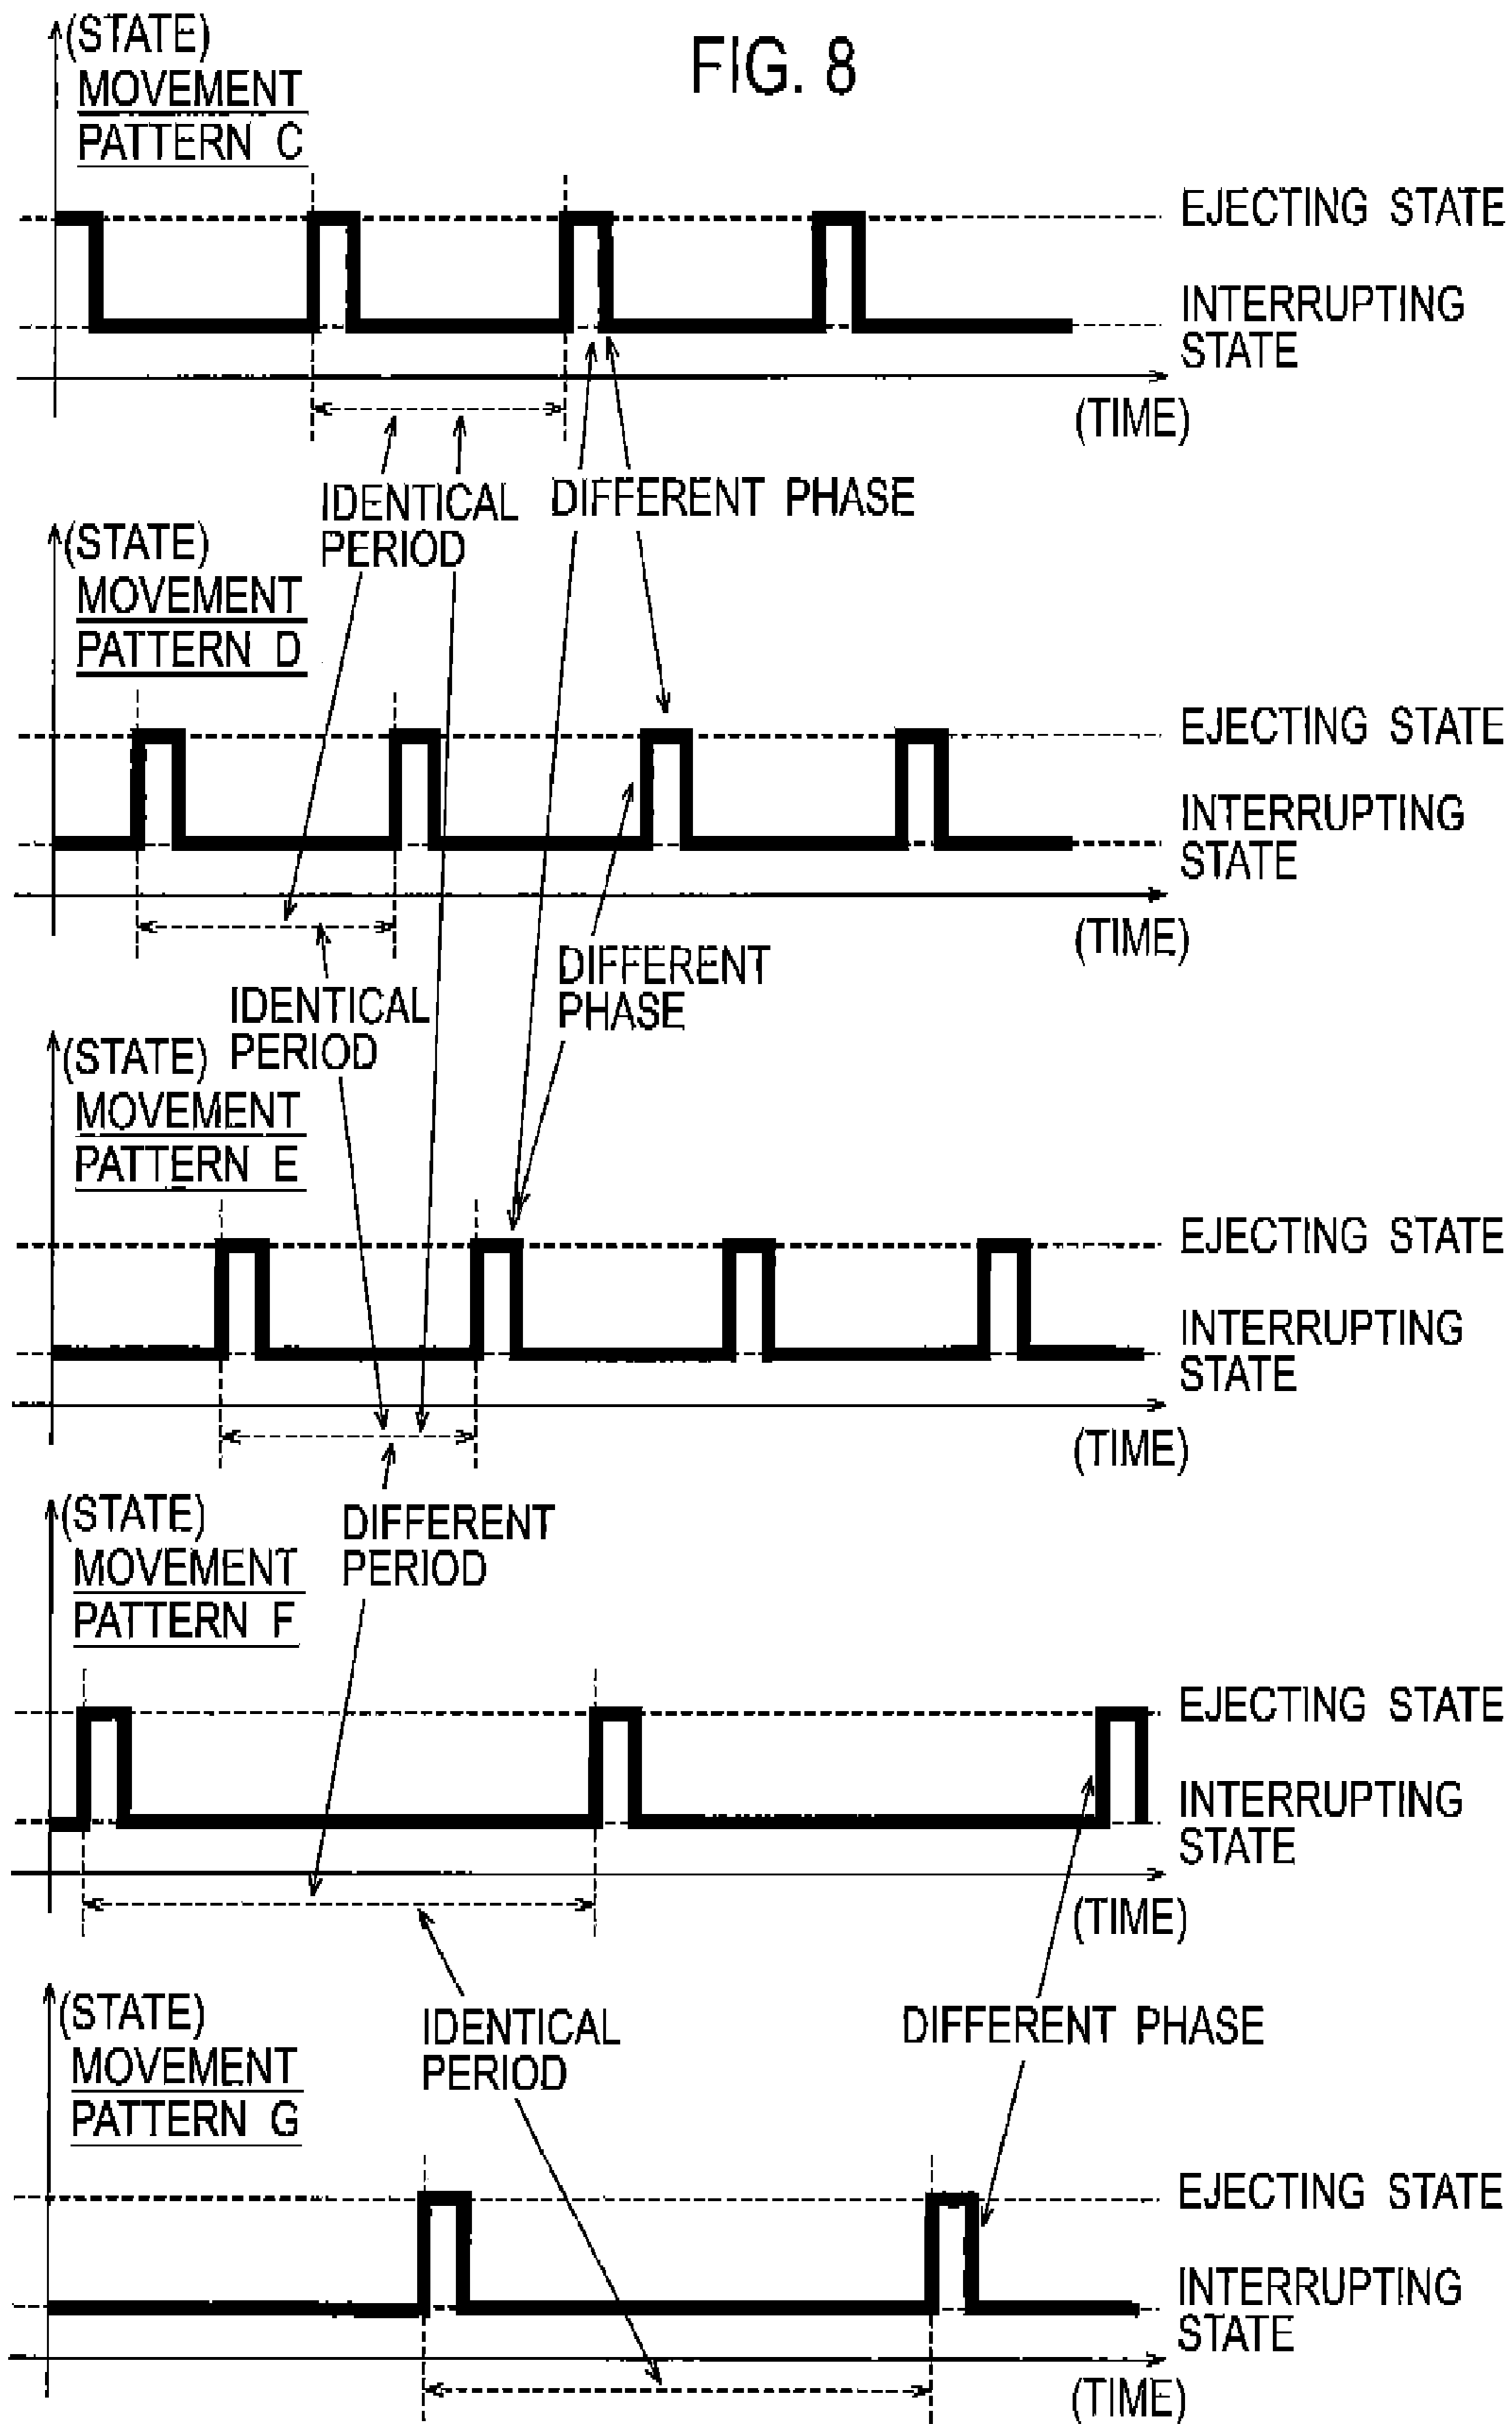 FIG. 8
(STATE)
MOVEMENT
PATTERN C
EJECTING STATE
INTERRUPTING
STATE
(TIME)
IDENTICAL
PERIOD
DIFFERENT PHASE
(STATE)
MOVEMENT
PATTERN D
EJECTING STATE
INTERRUPTING
STATE
(TIME)
DIFFERENT
PHASE
IDENTICAL
PERIOD
(STATE)
MOVEMENT
PATTERN E
EJECTING STATE
INTERRUPTING
STATE
(TIME)
DIFFERENT
PERIOD
(STATE)
MOVEMENT
PATTERN F
EJECTING STATE
INTERRUPTING
STATE
(TIME)
IDENTICAL
PERIOD
DIFFERENT PHASE
(STATE)
MOVEMENT
PATTERN G
EJECTING STATE
INTERRUPTING
STATE
(TIME)